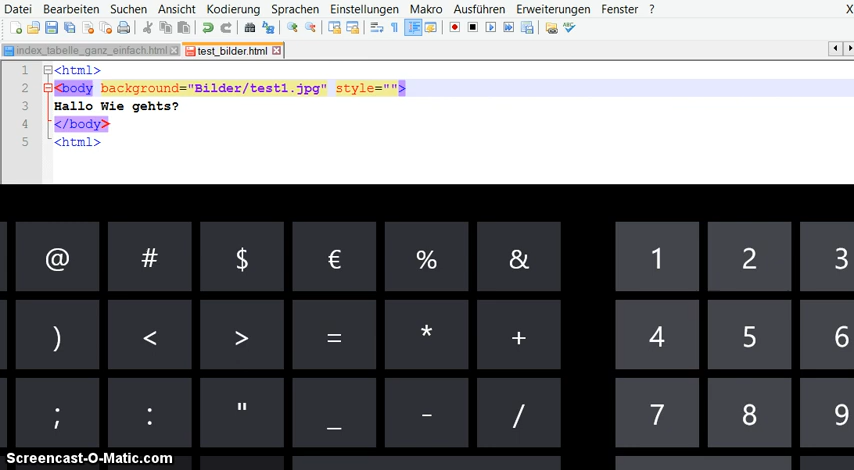 Datei Bearbeiten Suchen Ansicht Kodierung Sprachen Einstellungen Makro Ausführen Erweiterungen Fenster ? X
index_tabelle_ganz_einfach.html test_bilder.html
1 <html>
2 <body background="Bilder/test1.jpg" style="">
3 Hallo Wie gehts?
4 </body>
5 <html>
@ # $ € % & 1 2 3
) < > = * + 4 5 6
; : " _ - / 7 8 9
Screencast-O-Matic.com